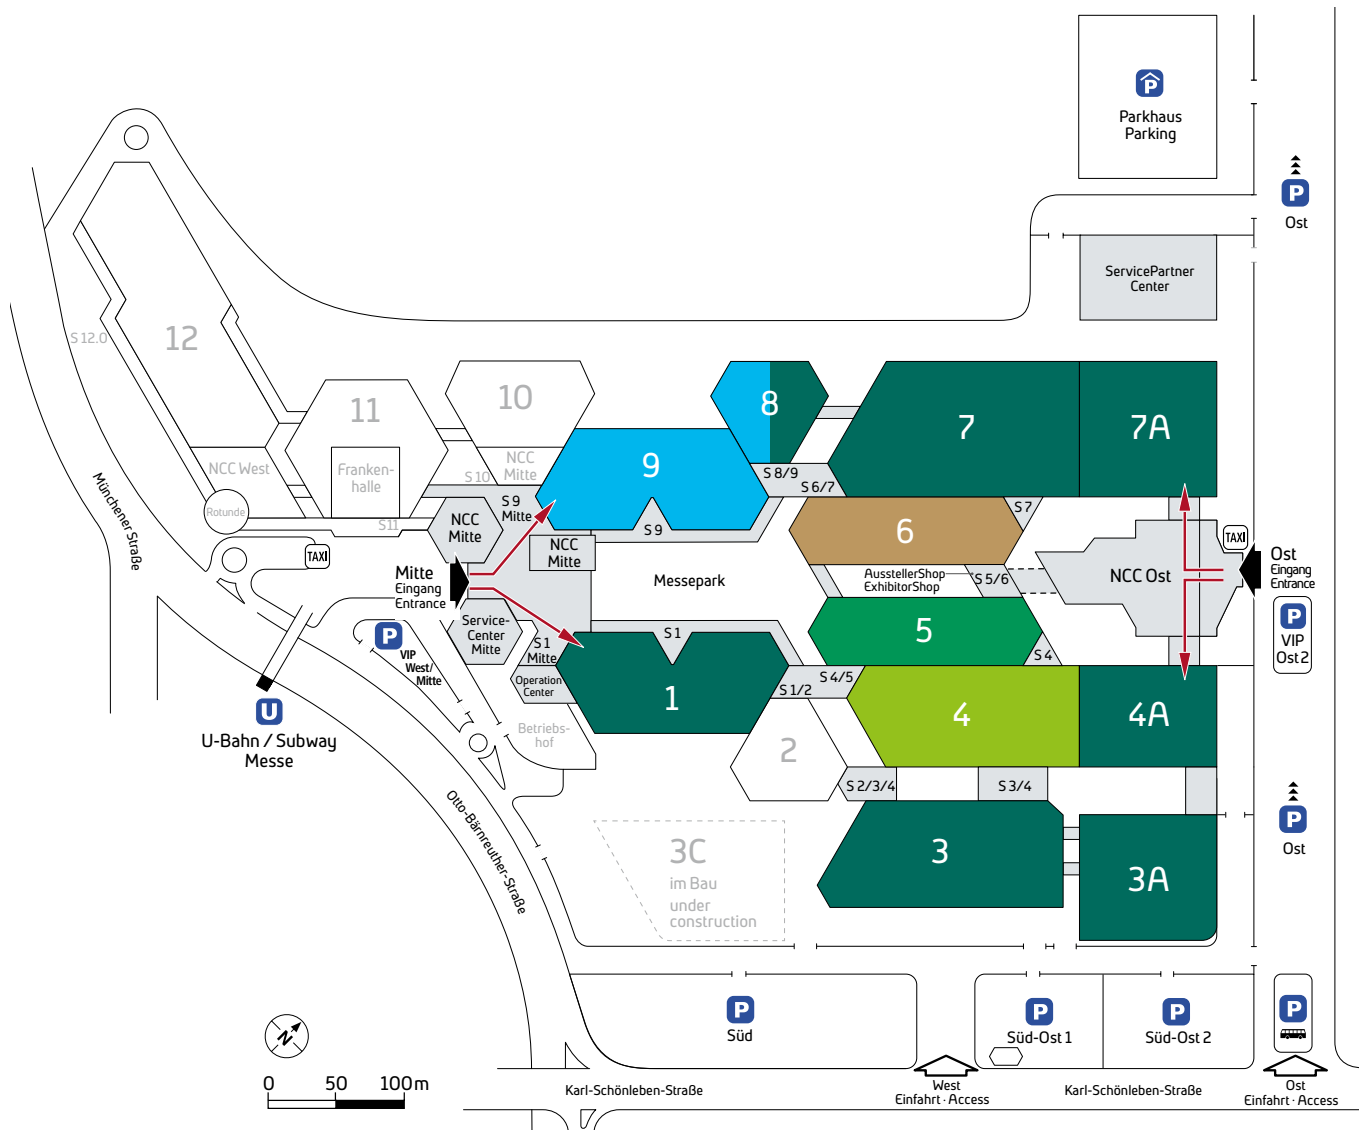 P
Parkhaus
Parking
P
Ost
ServicePartner
Center
12
S 12.0
11
Franken-
halle
10
NCC
Mitte
NCC West
Rotunde
S 10
S11
8
9
7
7A
S 8/9
S 6/7
S 9
Mitte
S 9
NCC
Mitte
NCC
Mitte
6
S 7
TAXI
TAXI
Münchener Straße
Mitte
Eingang
Entrance
Messepark
AusstellerShop
ExhibitorShop
S 5/6
NCC Ost
Ost
Eingang
Entrance
P
VIP
Ost 2
Service-
Center
Mitte
S 1
Mitte
S 1
5
S 4
P
VIP
West/
Mitte
Operation
Center
1
S 1/2
S 4/5
4
4A
U
U-Bahn / Subway
Messe
Betriebs-
hof
2
S 2/3/4
S 3/4
Otto-Bärnreuther-Straße
3C
im Bau
under
construction
3
3A
P
Ost
P
Süd
P
Süd-Ost 1
P
Süd-Ost 2
P
N
0 50 100 m
Karl-Schönleben-Straße
West
Einfahrt · Access
Karl-Schönleben-Straße
Ost
Einfahrt · Access